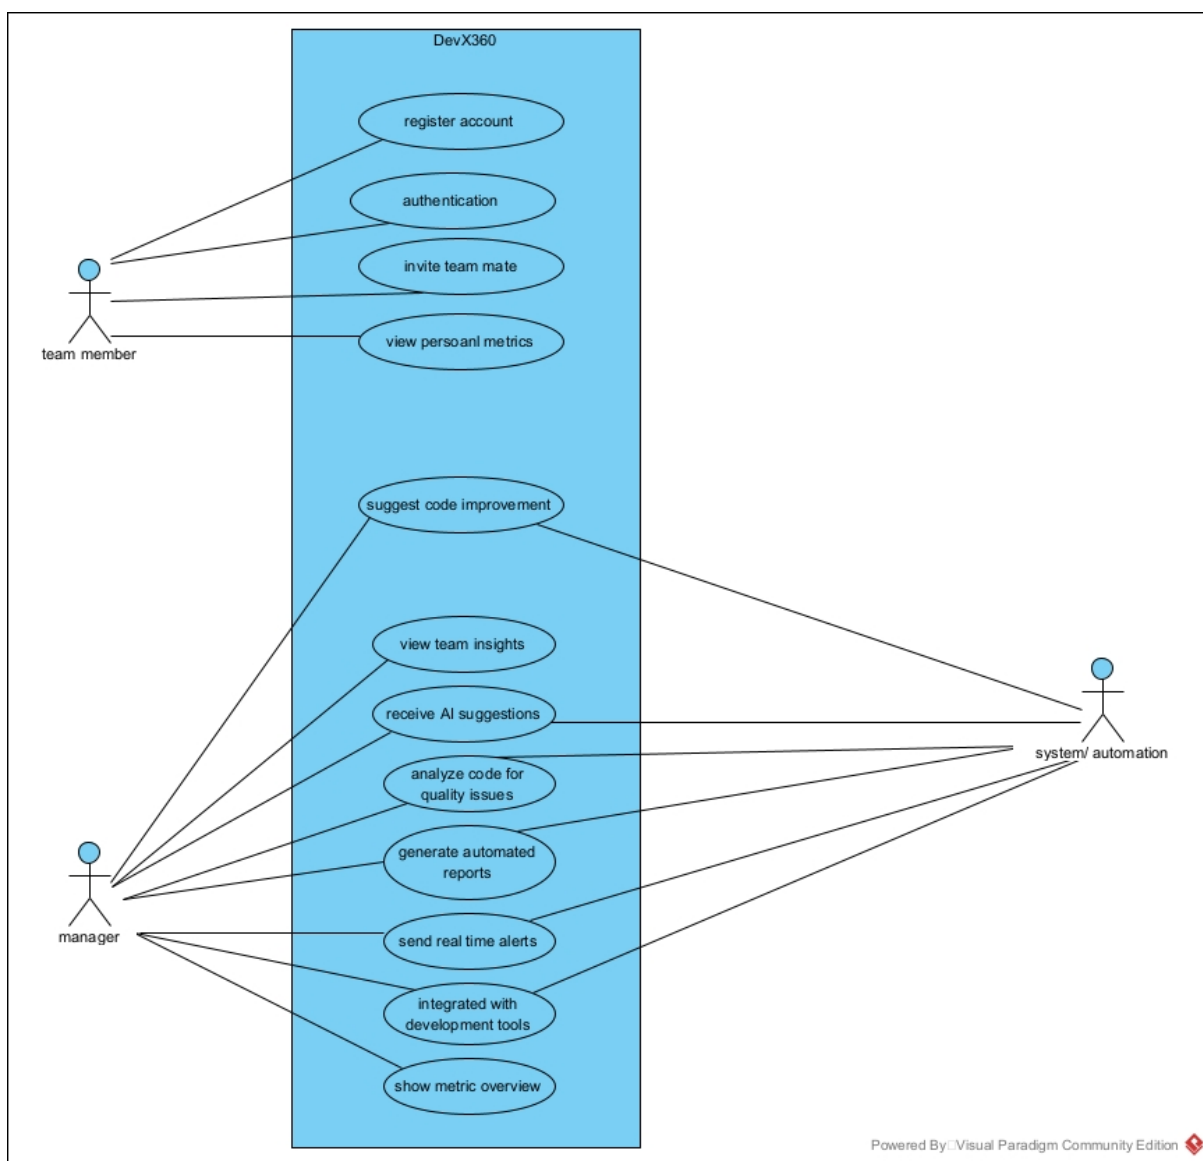 DevX360
register account
authentication
invite team mate
team member
view persoanl metrics
suggest code improvement
view team insights
receive AI suggestions
system/ automation
analyze code for
quality issues
generate automated
reports
manager
send real time alerts
integrated with
development tools
show metric overview
Powered By Visual Paradigm Community Edition